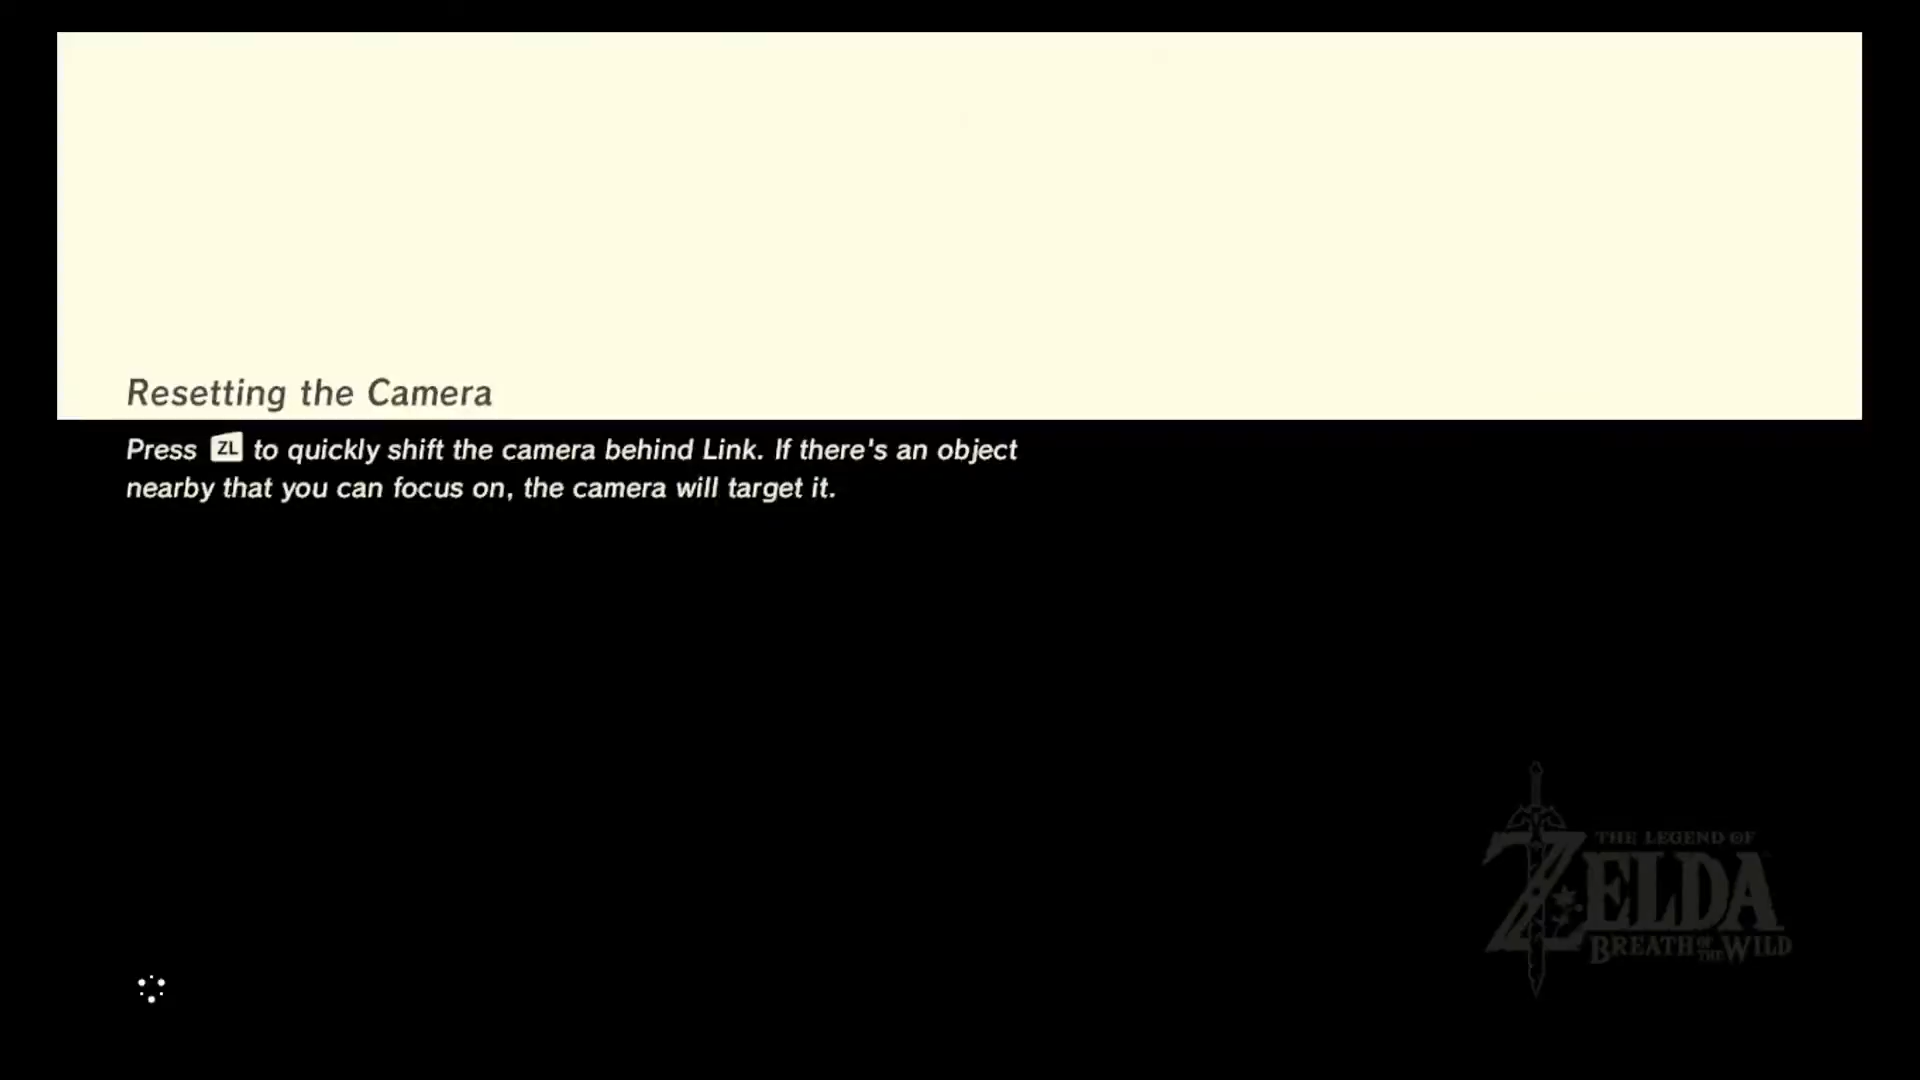 Resetting the Camera
Press ZL to quickly shift the camera behind Link. If there's an object
nearby that you can focus on, the camera will target it.
THE LEGEND OF
ZELDA
BREATH OF THE WILD